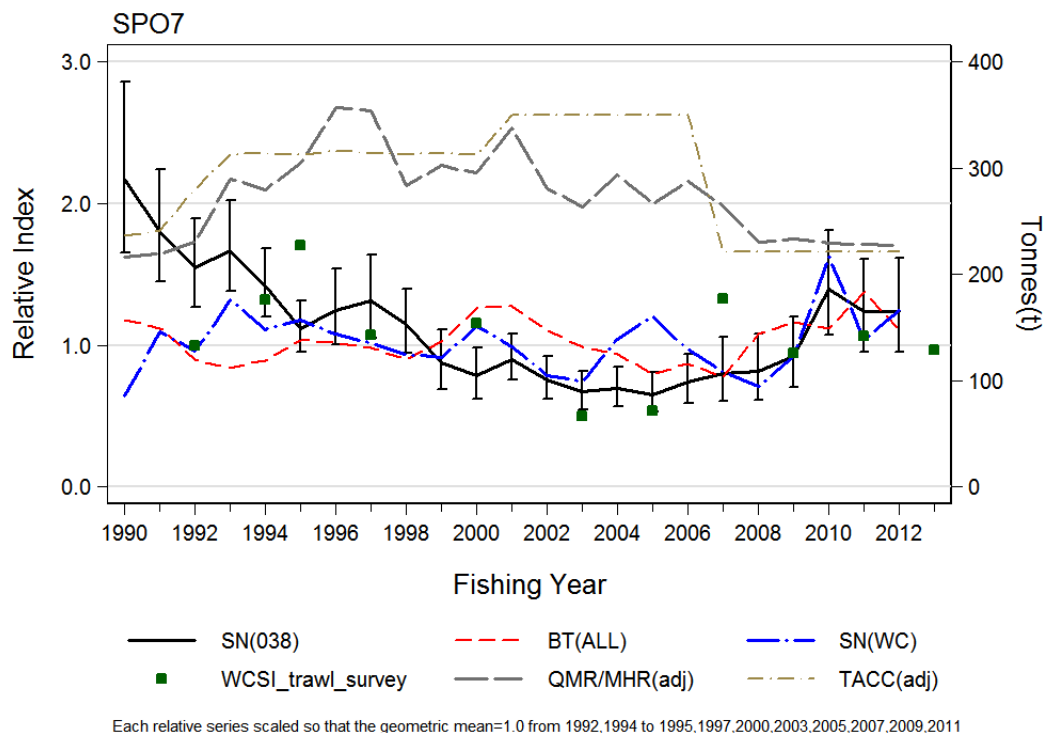 SPO7
3.0
2.0
1.0
0.0
Relative Index
400
300
200
100
0
Tonnes(t)
1990 1992 1994 1996 1998 2000 2002 2004 2006 2008 2010 2012
Fishing Year
SN(038) BT(ALL) SN(WC)
WCSI_trawl_survey QMR/MHR(adj) TACC(adj)
Each relative series scaled so that the geometric mean=1.0 from 1992,1994 to 1995,1997,2000,2003,2005,2007,2009,2011